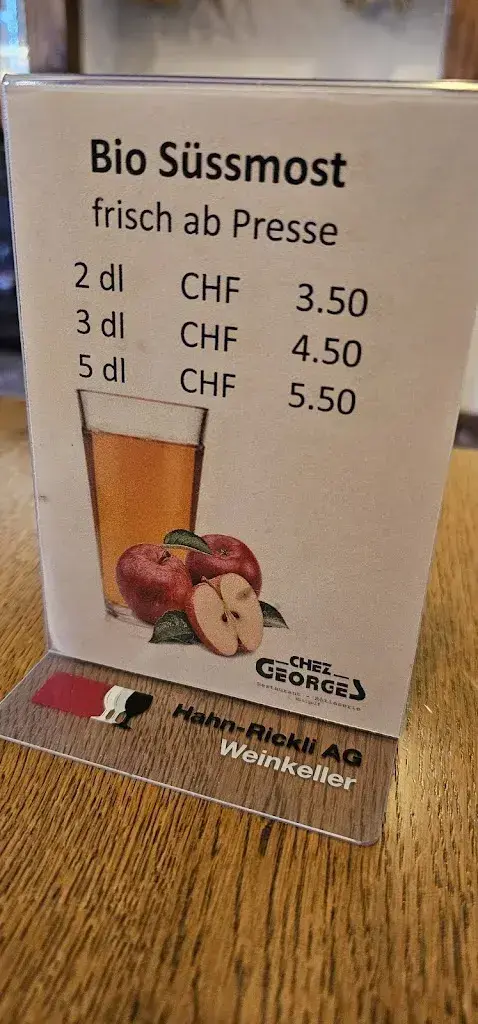 Bio Süssmost
frisch ab Presse
2 dl CHF 3.50
3 dl CHF 4.50
5 dl CHF 5.50
CHEZ
GEORGES
Hahn-Rickli AG
Weinkeller